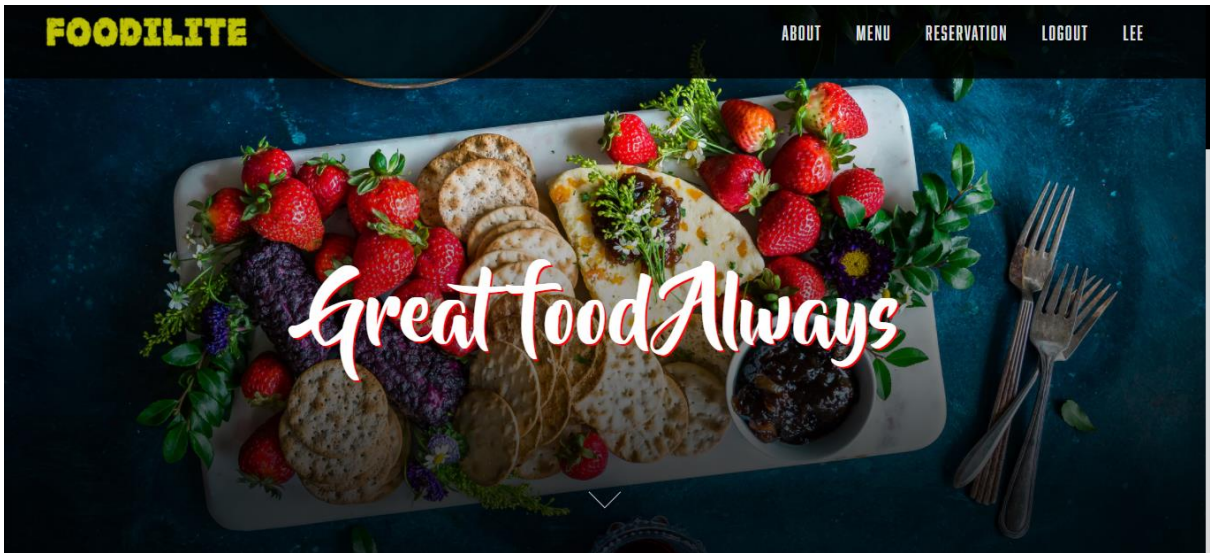 FOODILITE
ABOUT MENU RESERVATION LOGOUT LEE
Great food Always